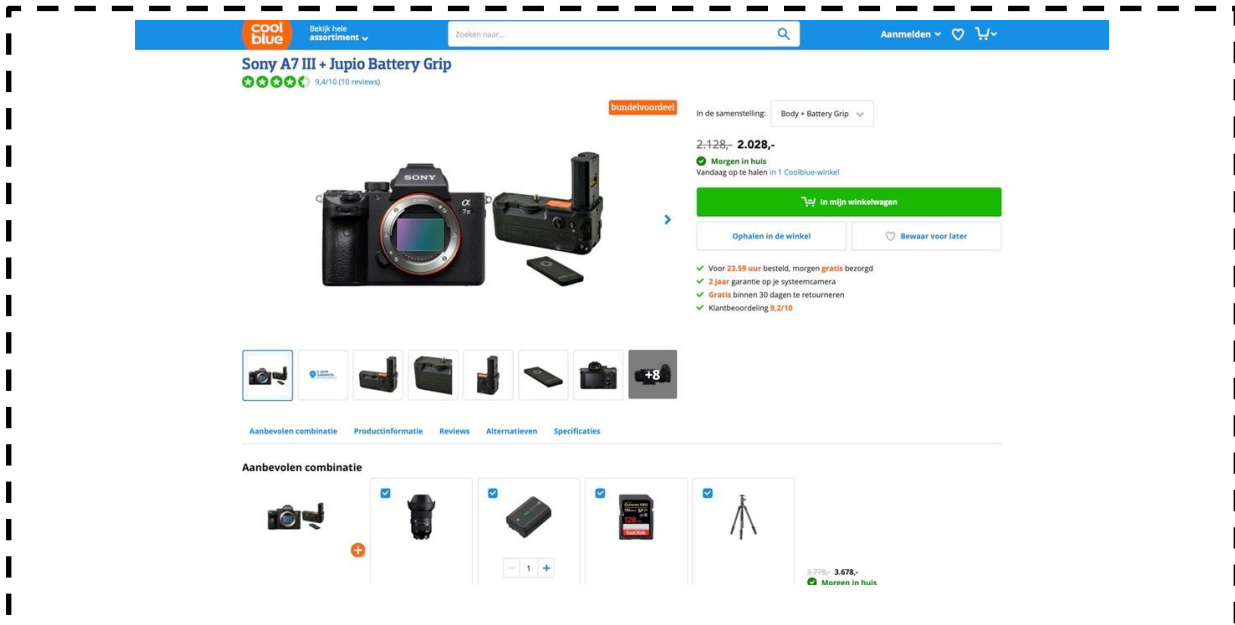 cool
blue
Bekijk hele
assortiment
Zoeken naar...
Aanmelden
Sony A7 III + Jupio Battery Grip
9,4/10 (10 reviews)
bundelvoordeel
In de samenstelling: Body + Battery Grip
2.128,- 2.028,-
Morgen in huis
Vandaag op te halen in 1 Coolblue-winkel
In mijn winkelwagen
Ophalen in de winkel
Bewaar voor later
Voor 23.59 uur besteld, morgen gratis bezorgd
2 jaar garantie op je systeemcamera
Gratis binnen 30 dagen te retourneren
Klantbeoordeling 9,2/10
SONY
α
+8
Aanbevolen combinatie Productinformatie Reviews Alternatieven Specificaties
Aanbevolen combinatie
Extreme PRO
128
SanDisk
1
3.778,- 3.678,-
Morgen in huis